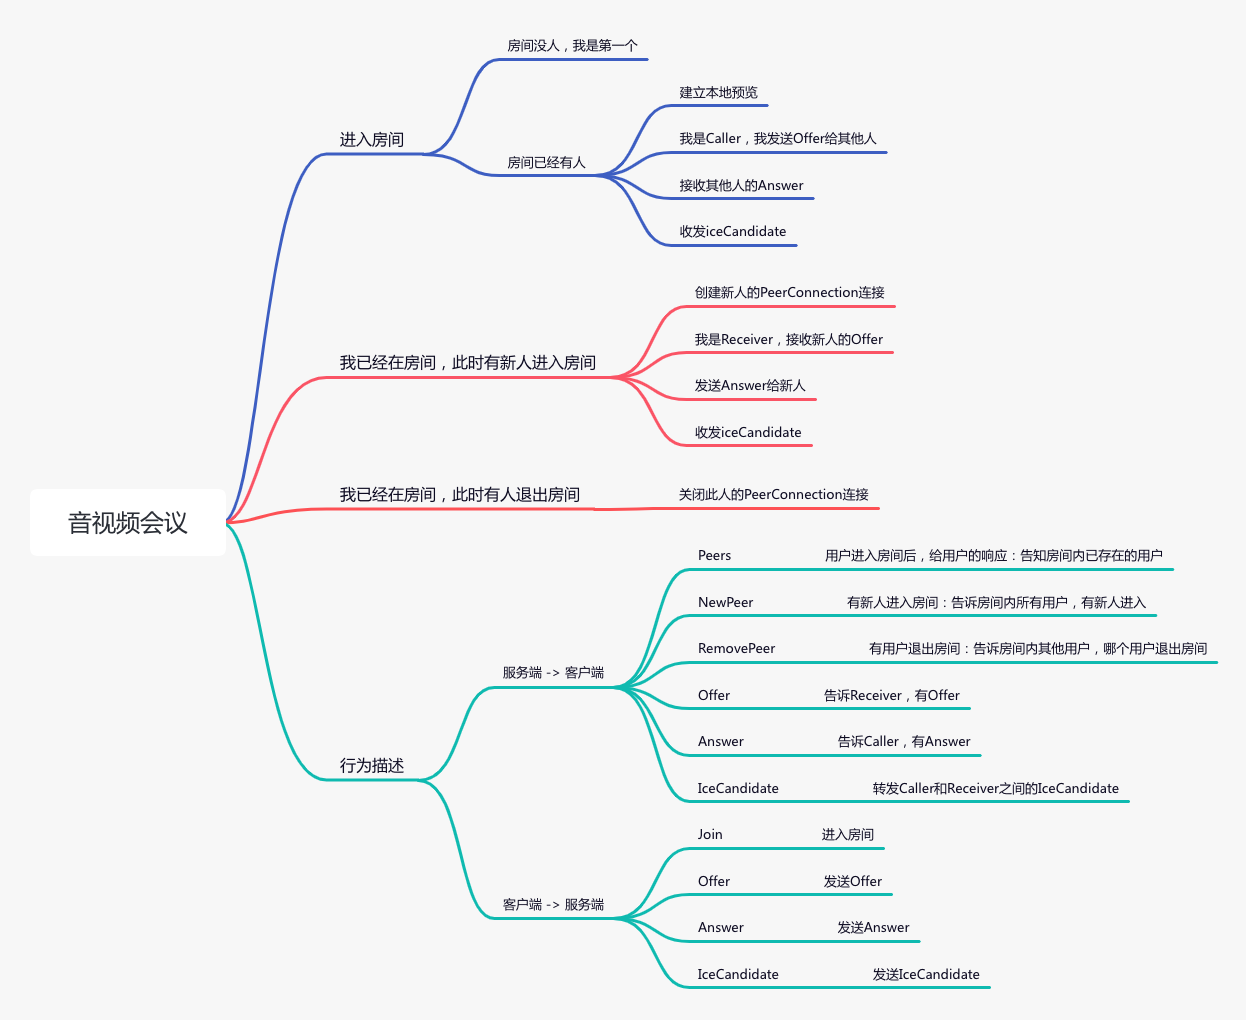 音视频会议
进入房间
房间没人，我是第一个
房间已经有人
建立本地预览
我是Caller，我发送Offer给其他人
接收其他人的Answer
收发iceCandidate
我已经在房间，此时有新人进入房间
创建新人的PeerConnection连接
我是Receiver，接收新人的Offer
发送Answer给新人
收发iceCandidate
我已经在房间，此时有人退出房间
关闭此人的PeerConnection连接
行为描述
服务端 -> 客户端
Peers 用户进入房间后，给用户的响应：告知房间内已存在的用户
NewPeer 有新人进入房间：告诉房间内所有用户，有新人进入
RemovePeer 有用户退出房间：告诉房间内其他用户，哪个用户退出房间
Offer 告诉Receiver，有Offer
Answer 告诉Caller，有Answer
IceCandidate 转发Caller和Receiver之间的IceCandidate
客户端 -> 服务端
Join 进入房间
Offer 发送Offer
Answer 发送Answer
IceCandidate 发送IceCandidate